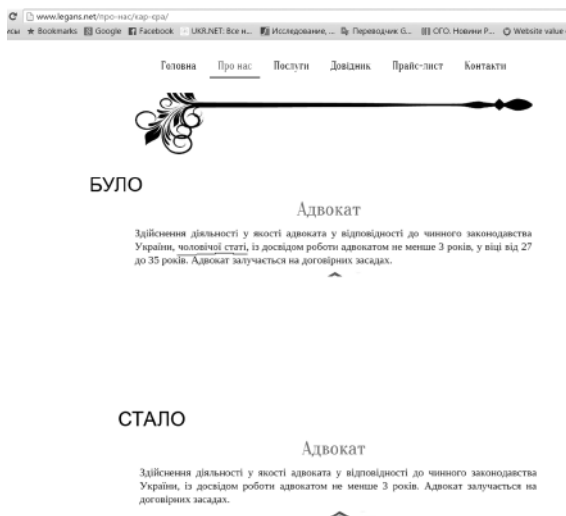 www.legans.net/про-нас/кар-єра/
Bookmarks Google Facebook UKR.NET: Все н... Исследование, ... Переводчик G... ОГО. Новини Р... Website value
Головна Про нас Послуги Довідник Прайс-лист Контакти
БУЛО
Адвокат
Здійснення діяльності у якості адвоката у відповідності до чинного законодавства
України, чоловічої статі, із досвідом роботи адвокатом не менше 3 років, у віці від 27
до 35 років. Адвокат залучається на договірних засадах.
СТАЛО
Адвокат
Здійснення діяльності у якості адвоката у відповідності до чинного законодавства
України, із досвідом роботи адвокатом не менше 3 років. Адвокат залучається на
договірних засадах.